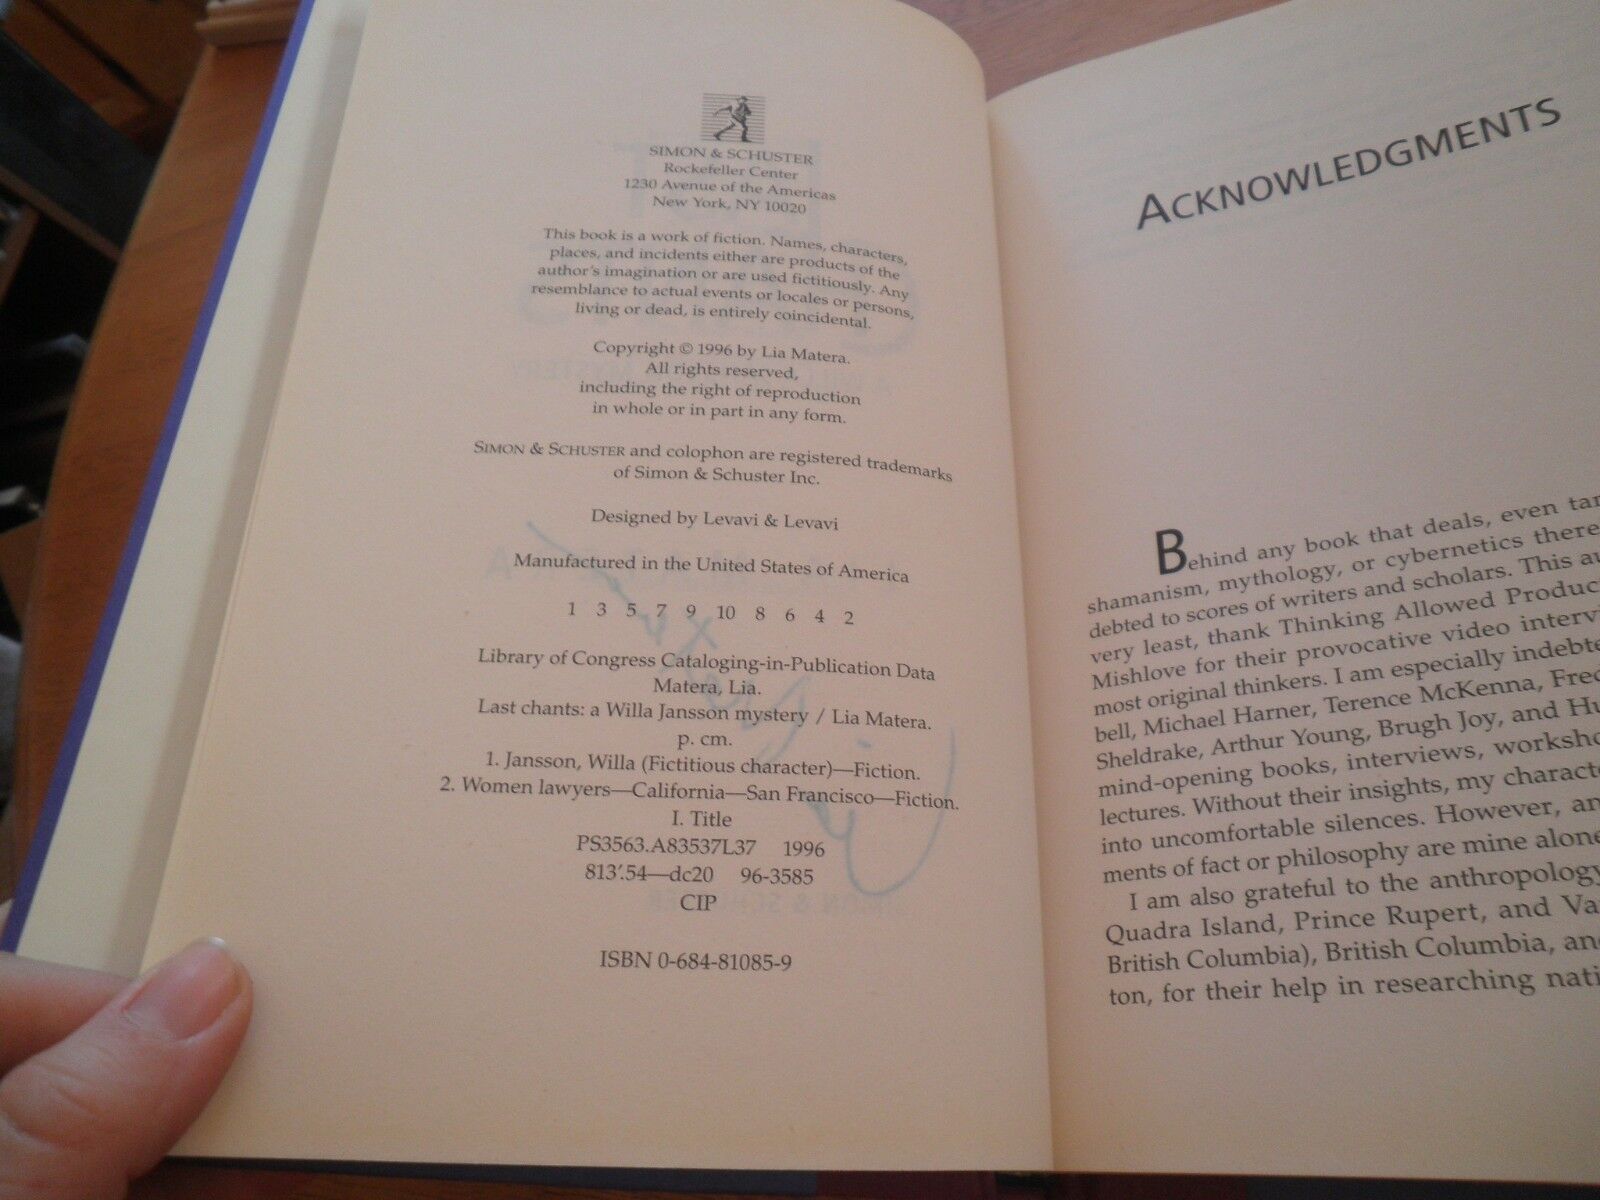 SIMON & SCHUSTER
Rockefeller Center
1230 Avenue of the Americas
New York, NY 10020
This book is a work of fiction. Names, characters,
places, and incidents either are products of the
author's imagination or are used fictitiously. Any
resemblance to actual events or locales or persons,
living or dead, is entirely coincidental.
Copyright © 1996 by Lia Matera.
All rights reserved,
including the right of reproduction
in whole or in part in any form.
SIMON & SCHUSTER and colophon are registered trademarks
of Simon & Schuster Inc.
Designed by Levavi & Levavi
Manufactured in the United States of America
1 3 5 7 9 10 8 6 4 2
Library of Congress Cataloging-in-Publication Data
Matera, Lia.
Last chants: a Willa Jansson mystery / Lia Matera.
p. cm.
1. Jansson, Willa (Fictitious character)—Fiction.
2. Women lawyers—California—San Francisco—Fiction.
I. Title
PS3563.A83537L37 1996
813'.54—dc20 96-3585
CIP
ISBN 0-684-81085-9
ACKNOWLEDGMENTS
Behind any book that deals, even tan
shamanism, mythology, or cybernetics there
debted to scores of writers and scholars. This au
very least, thank Thinking Allowed Produc
Mishlove for their provocative video intervi
most original thinkers. I am especially indebte
bell, Michael Harner, Terence McKenna, Fred
Sheldrake, Arthur Young, Brugh Joy, and Hu
mind-opening books, interviews, worksho
lectures. Without their insights, my characte
into uncomfortable silences. However, an
ments of fact or philosophy are mine alone
I am also grateful to the anthropology
Quadra Island, Prince Rupert, and Va
British Columbia), British Columbia, and
ton, for their help in researching nati